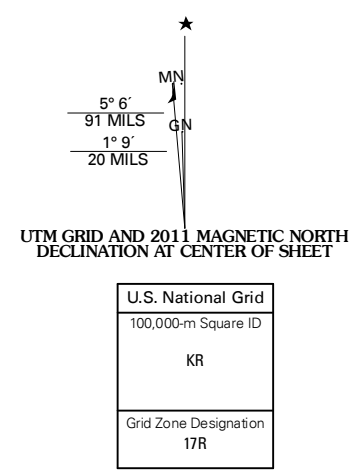 ★
MN
5° 6´
91 MILS
GN
1° 9´
20 MILS
UTM GRID AND 2011 MAGNETIC NORTH
DECLINATION AT CENTER OF SHEET
U.S. National Grid
100,000-m Square ID
KR
Grid Zone Designation
17R